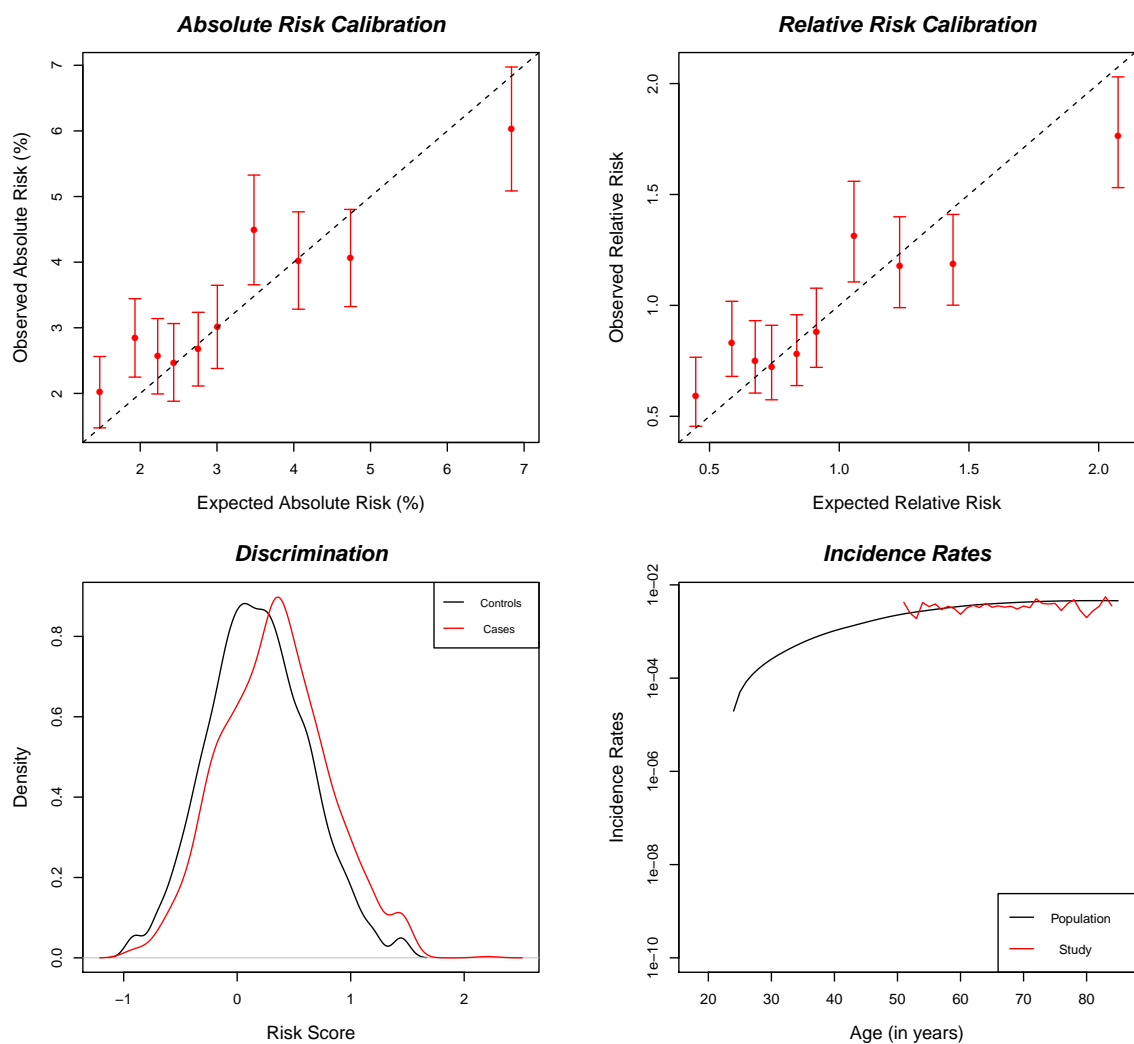 Absolute Risk Calibration
Observed Absolute Risk (%)
7
6
5
4
3
2
2 3 4 5 6 7
Expected Absolute Risk (%)
Relative Risk Calibration
Observed Relative Risk
2.0
1.5
1.0
0.5
0.5 1.0 1.5 2.0
Expected Relative Risk
Discrimination
Controls
Cases
Density
0.8
0.6
0.4
0.2
0.0
−1 0 1 2
Risk Score
Incidence Rates
Incidence Rates
1e−02
1e−04
1e−06
1e−08
1e−10
Population
Study
20 30 40 50 60 70 80
Age (in years)